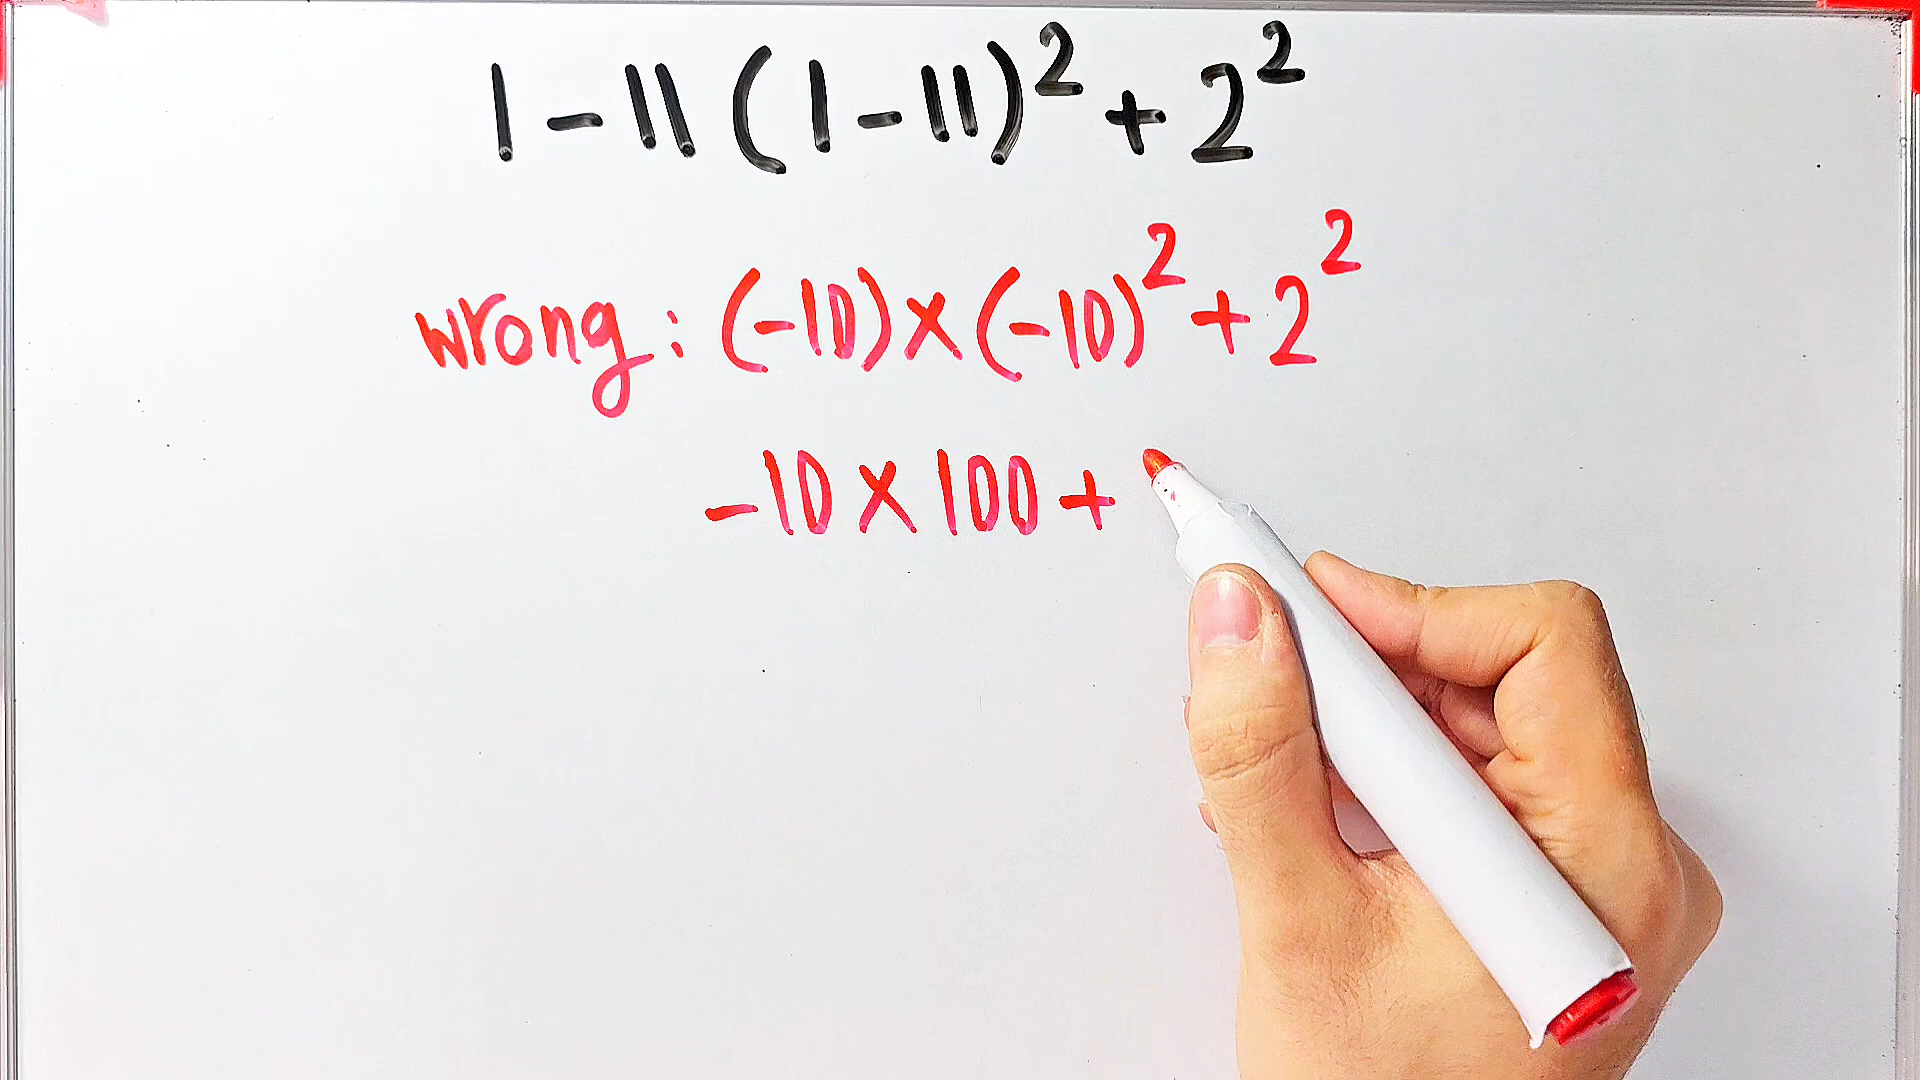 1 - 11 (1 - 11)² + 2²
wrong : (-10) × (-10)² + 2²
-10 × 100 +